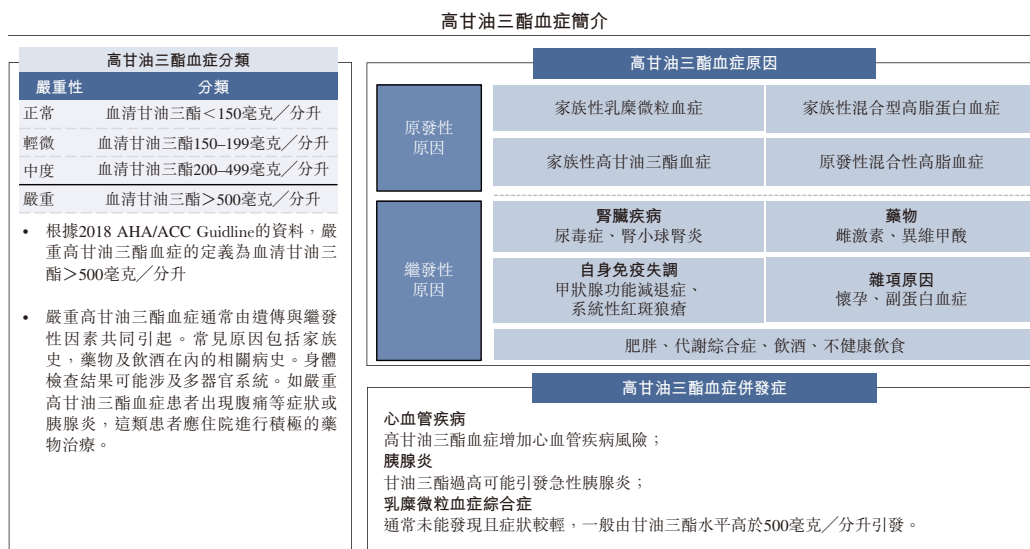 高甘油三酯血症簡介
高甘油三酯血症分類
嚴重性 分類
正常 血清甘油三酯＜150毫克／分升
輕微 血清甘油三酯150–199毫克／分升
中度 血清甘油三酯200–499毫克／分升
嚴重 血清甘油三酯＞500毫克／分升
• 根據2018 AHA/ACC Guidline的資料，嚴
重高甘油三酯血症的定義為血清甘油三
酯＞500毫克／分升
• 嚴重高甘油三酯血症通常由遺傳與繼發
性因素共同引起。常見原因包括家族
史，藥物及飲酒在內的相關病史。身體
檢查結果可能涉及多器官系統。如嚴重
高甘油三酯血症患者出現腹痛等症狀或
胰腺炎，這類患者應住院進行積極的藥
物治療。
高甘油三酯血症原因
原發性
原因
家族性乳糜微粒血症
家族性混合型高脂蛋白血症
家族性高甘油三酯血症
原發性混合性高脂血症
繼發性
原因
腎臟疾病
尿毒症、腎小球腎炎
藥物
雌激素、異維甲酸
自身免疫失調
甲狀腺功能減退症、
系統性紅斑狼瘡
雜項原因
懷孕、副蛋白血症
肥胖、代謝綜合症、飲酒、不健康飲食
高甘油三酯血症併發症
心血管疾病
高甘油三酯血症增加心血管疾病風險；
胰腺炎
甘油三酯過高可能引發急性胰腺炎；
乳糜微粒血症綜合症
通常未能發現且症狀較輕，一般由甘油三酯水平高於500毫克／分升引發。